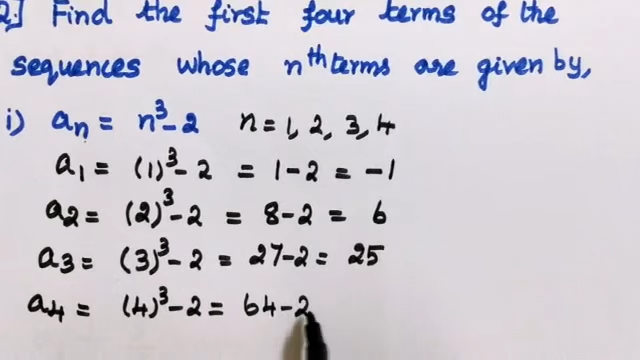 2.] Find the first four terms of the
sequences whose nᵗʰ terms are given by,
i) aₙ = n³-2 n = 1, 2, 3, 4
a₁ = (1)³-2 = 1-2 = -1
a₂ = (2)³-2 = 8-2 = 6
a₃ = (3)³-2 = 27-2 = 25
a₄ = (4)³-2 = 64-2